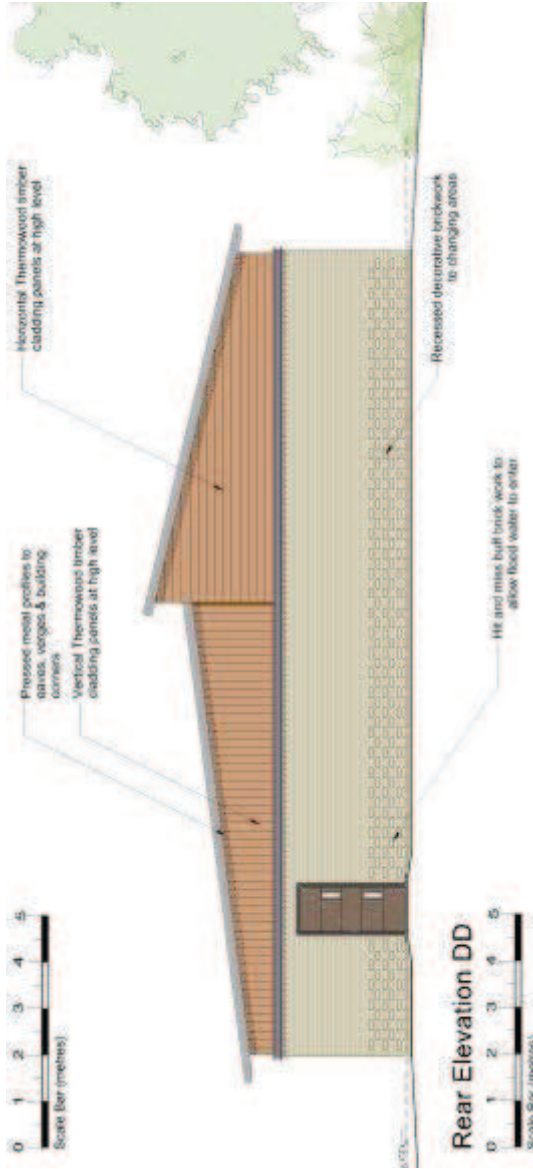 Pressed metal profiles to
eaves, verges & building
corners
Vertical Thermowood timber
cladding panels at high level
Horizontal Thermowood timber
cladding panels at high level
0 1 2 3 4 5
Scale Bar (metres)
Hit and miss buff brick work to
allow flood water to enter
Recessed decorative brickwork
to changing areas
Rear Elevation DD
0 1 2 3 4 5
Scale Bar (metres)